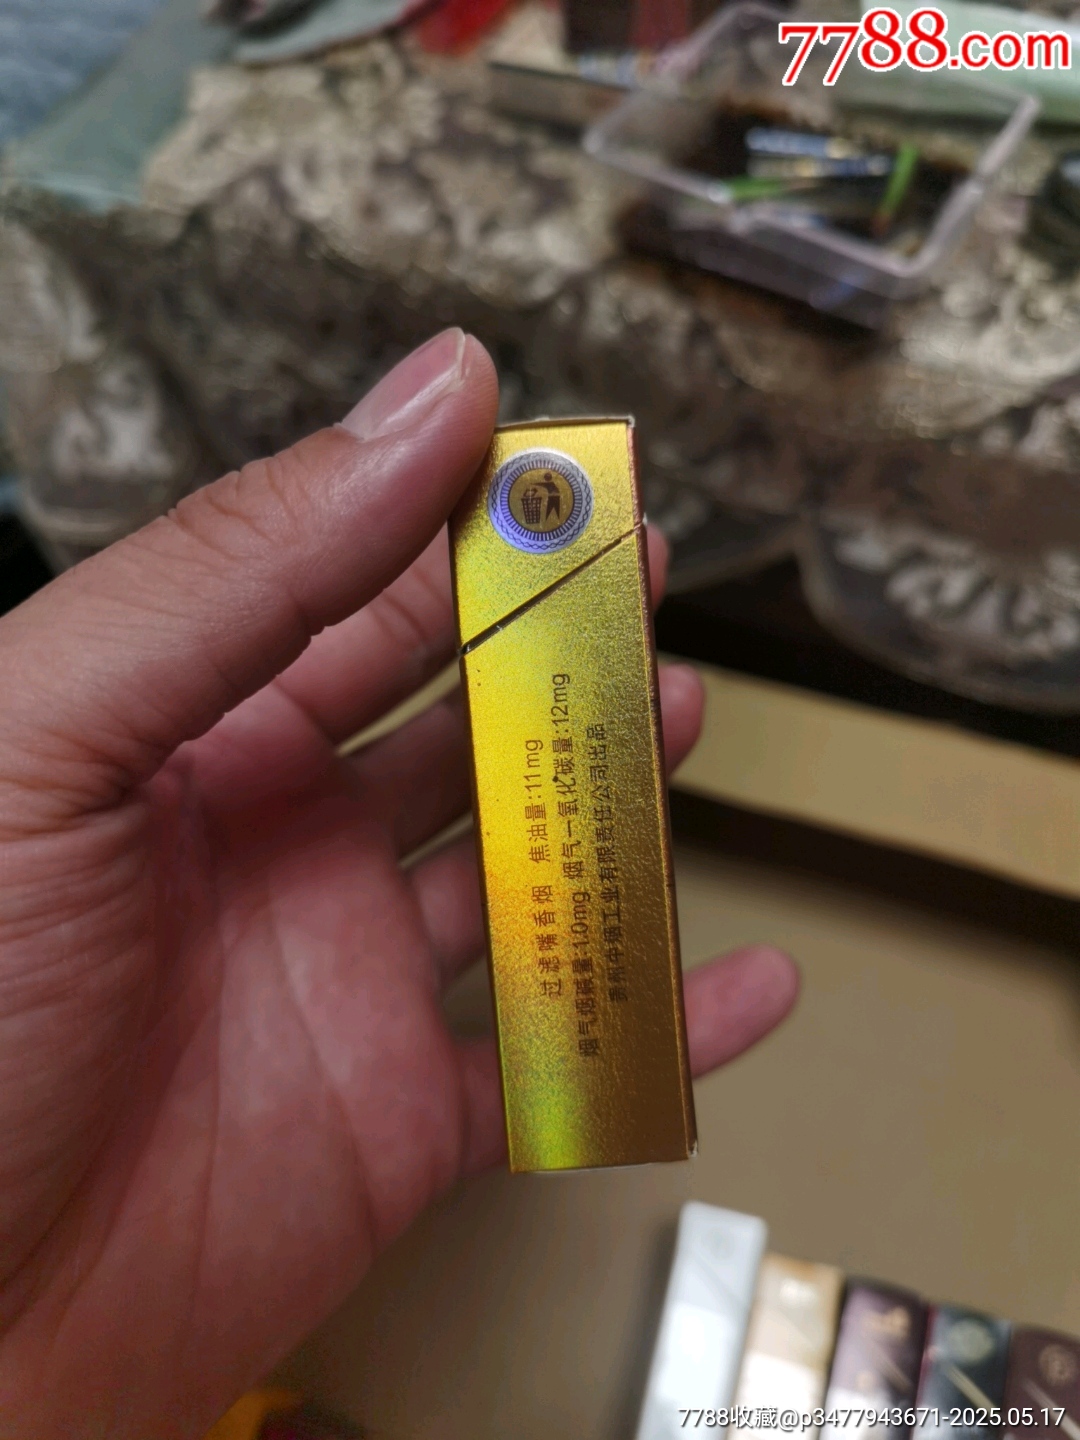 7788.com
过滤嘴香烟 焦油量:11mg
烟气烟碱量:1.0mg 烟气一氧化碳量:12mg
贵州中烟工业有限责任公司出品
7788收藏@p3477943671-2025.05.17